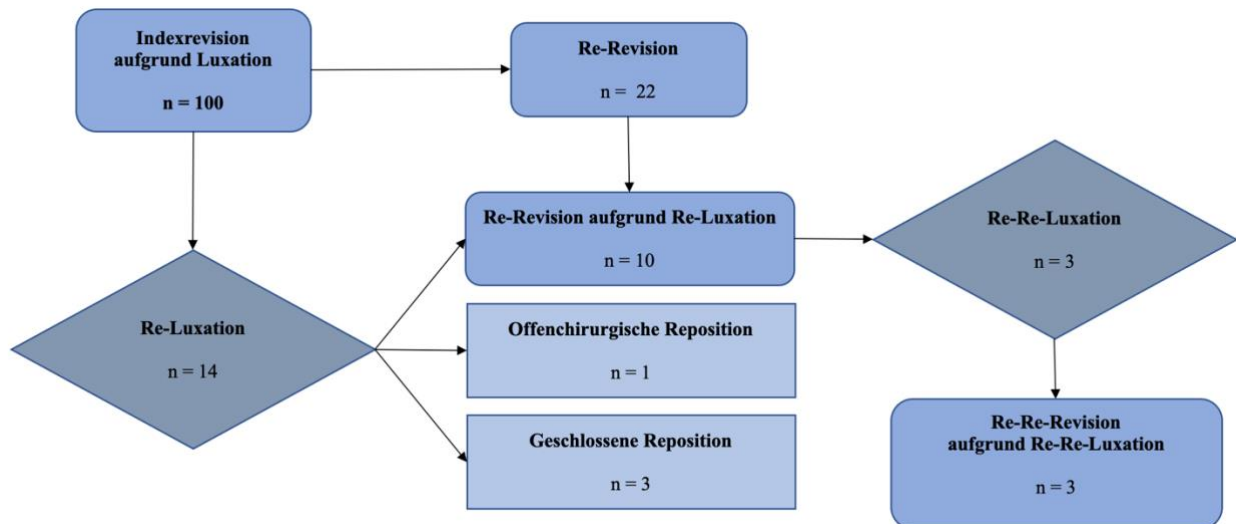 Indexrevision
aufgrund Luxation
n = 100
Re-Revision
n = 22
Re-Revision aufgrund Re-Luxation
n = 10
Re-Re-Luxation
n = 3
Re-Luxation
n = 14
Offenchirurgische Reposition
n = 1
Geschlossene Reposition
n = 3
Re-Re-Revision
aufgrund Re-Re-Luxation
n = 3